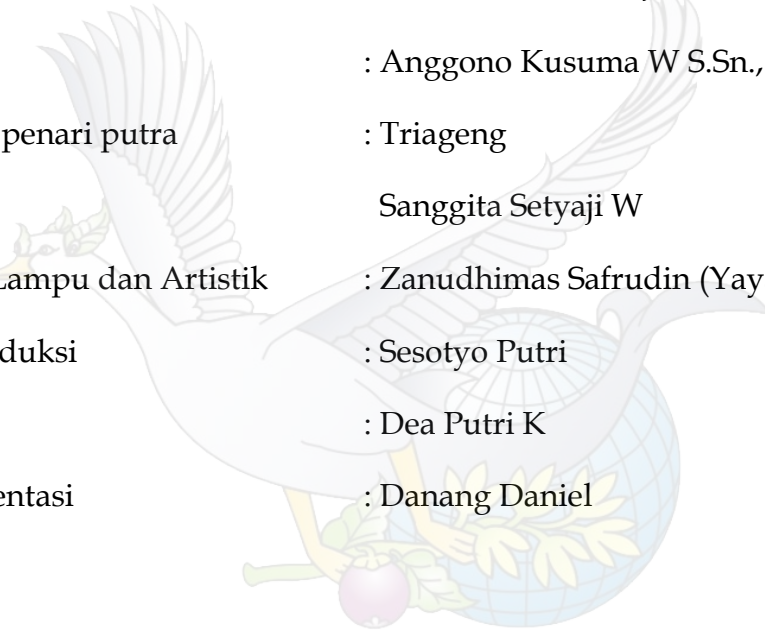 : Anggono Kusuma W S.Sn.,
penari putra : Triageng
Sanggita Setyaji W
Lampu dan Artistik : Zanudhimas Safrudin (Yay
duksi : Sesotyo Putri
: Dea Putri K
entasi : Danang Daniel